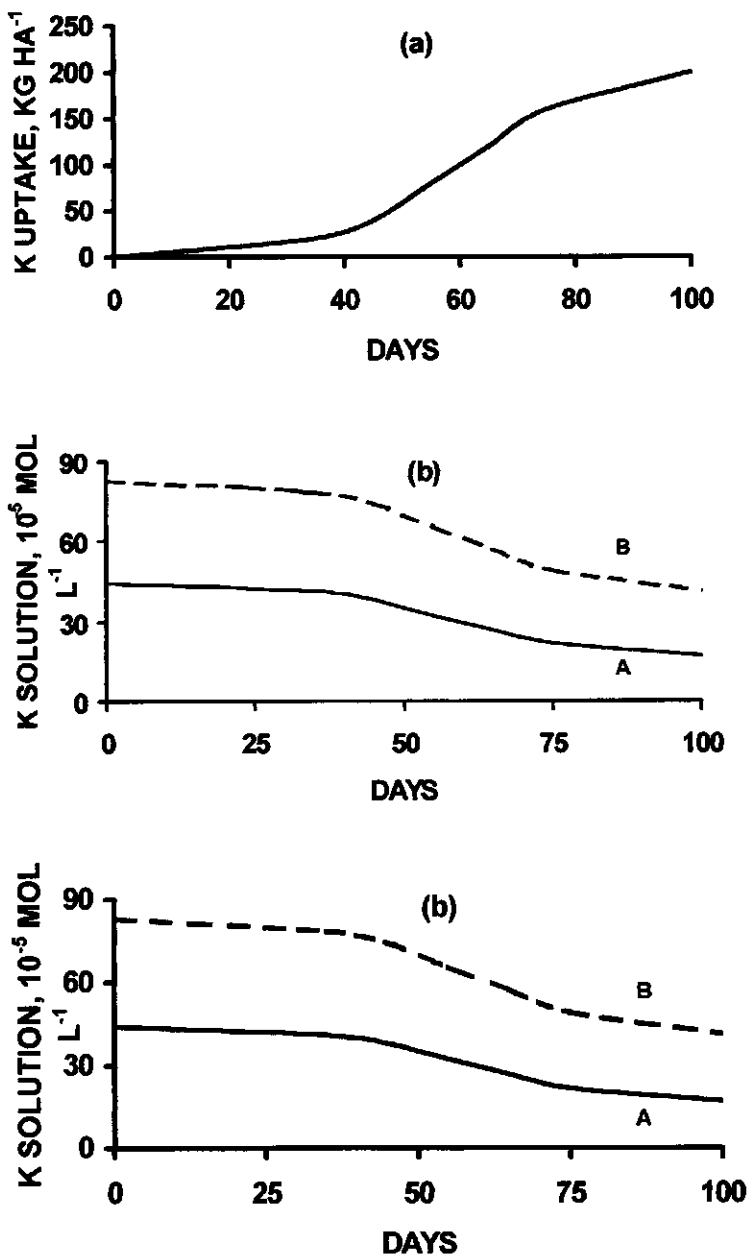 (a)
K UPTAKE, KG HA⁻¹
250
200
150
100
50
0
0 20 40 60 80 100
DAYS
(b)
K SOLUTION, 10⁻⁵ MOL
L⁻¹
90
60
30
0
B
A
0 25 50 75 100
DAYS
(b)
K SOLUTION, 10⁻⁵ MOL
L⁻¹
90
60
30
0
B
A
0 25 50 75 100
DAYS